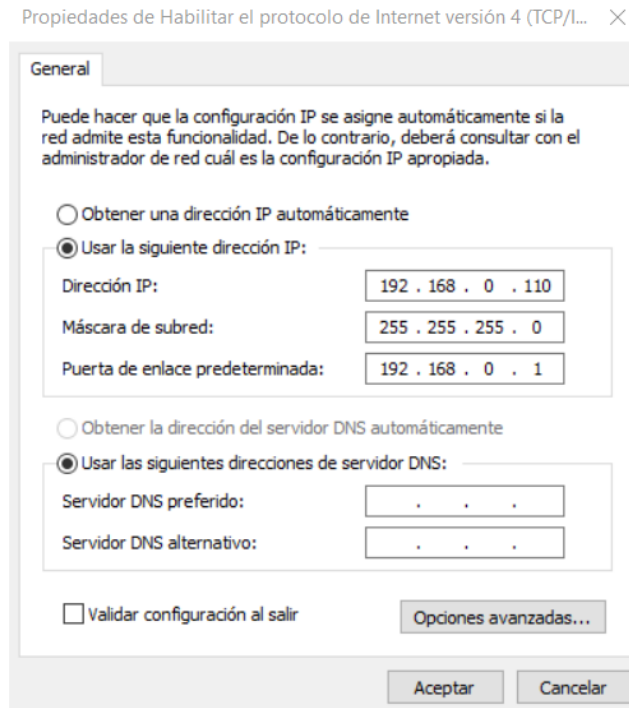 Propiedades de Habilitar el protocolo de Internet versión 4 (TCP/I...
General
Puede hacer que la configuración IP se asigne automáticamente si la
red admite esta funcionalidad. De lo contrario, deberá consultar con el
administrador de red cuál es la configuración IP apropiada.
Obtener una dirección IP automáticamente
Usar la siguiente dirección IP:
Dirección IP: 192 . 168 . 0 . 110
Máscara de subred: 255 . 255 . 255 . 0
Puerta de enlace predeterminada: 192 . 168 . 0 . 1
Obtener la dirección del servidor DNS automáticamente
Usar las siguientes direcciones de servidor DNS:
Servidor DNS preferido: . . .
Servidor DNS alternativo: . . .
Validar configuración al salir Opciones avanzadas...
Aceptar Cancelar